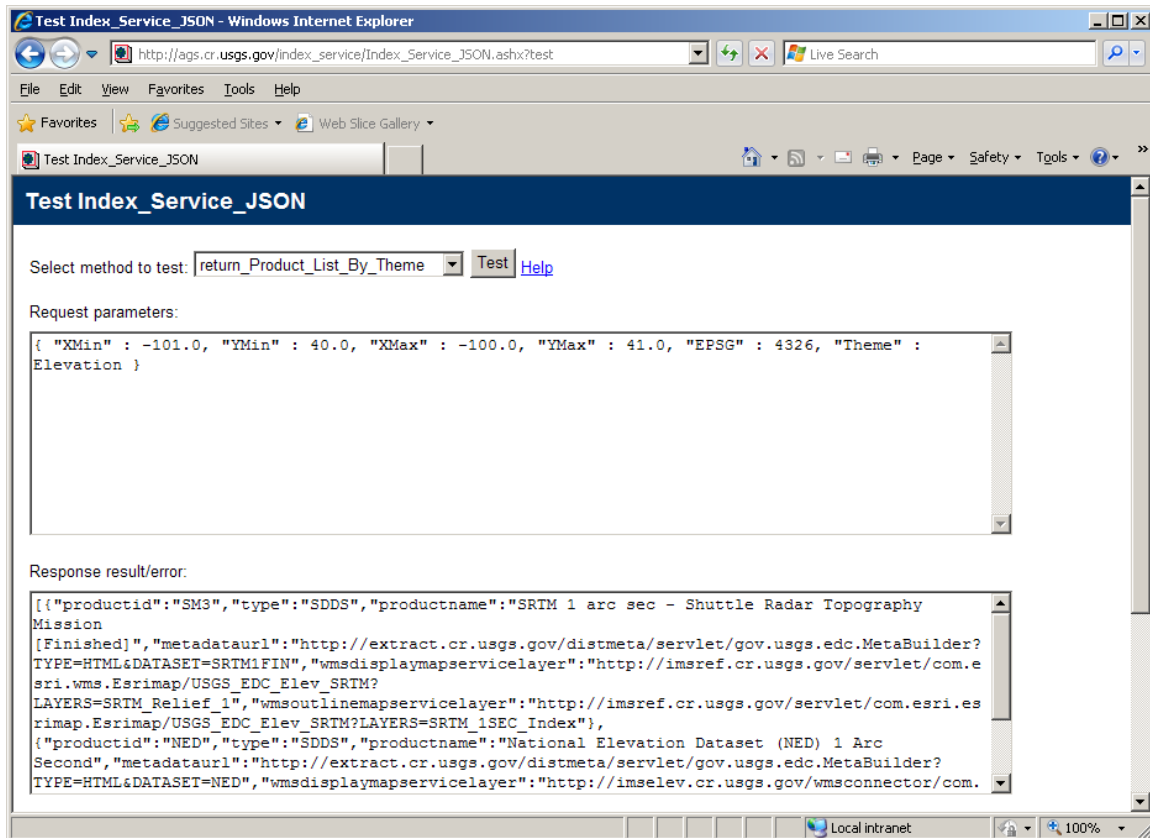 Test Index_Service_JSON - Windows Internet Explorer
http://ags.cr.usgs.gov/index_service/Index_Service_JSON.ashx?test
Live Search
File Edit View Favorites Tools Help
Favorites Suggested Sites Web Slice Gallery
Test Index_Service_JSON
Page Safety Tools »
Test Index_Service_JSON
Select method to test: return_Product_List_By_Theme Test Help
Request parameters:
{ "XMin" : -101.0, "YMin" : 40.0, "XMax" : -100.0, "YMax" : 41.0, "EPSG" : 4326, "Theme" :
Elevation }
Response result/error:
[{"productid":"SM3","type":"SDDS","productname":"SRTM 1 arc sec - Shuttle Radar Topography
Mission
[Finished]","metadataurl":"http://extract.cr.usgs.gov/distmeta/servlet/gov.usgs.edc.MetaBuilder?
TYPE=HTML&DATASET=SRTM1FIN","wmsdisplaymapservicelayer":"http://imsref.cr.usgs.gov/servlet/com.e
sri.wms.Esrimap/USGS_EDC_Elev_SRTM?
LAYERS=SRTM_Relief_1","wmsoutlinemapservicelayer":"http://imsref.cr.usgs.gov/servlet/com.esri.es
rimap.Esrimap/USGS_EDC_Elev_SRTM?LAYERS=SRTM_1SEC_Index"},
{"productid":"NED","type":"SDDS","productname":"National Elevation Dataset (NED) 1 Arc
Second","metadataurl":"http://extract.cr.usgs.gov/distmeta/servlet/gov.usgs.edc.MetaBuilder?
TYPE=HTML&DATASET=NED","wmsdisplaymapservicelayer":"http://imselev.cr.usgs.gov/wmsconnector/com.
Local intranet 100%